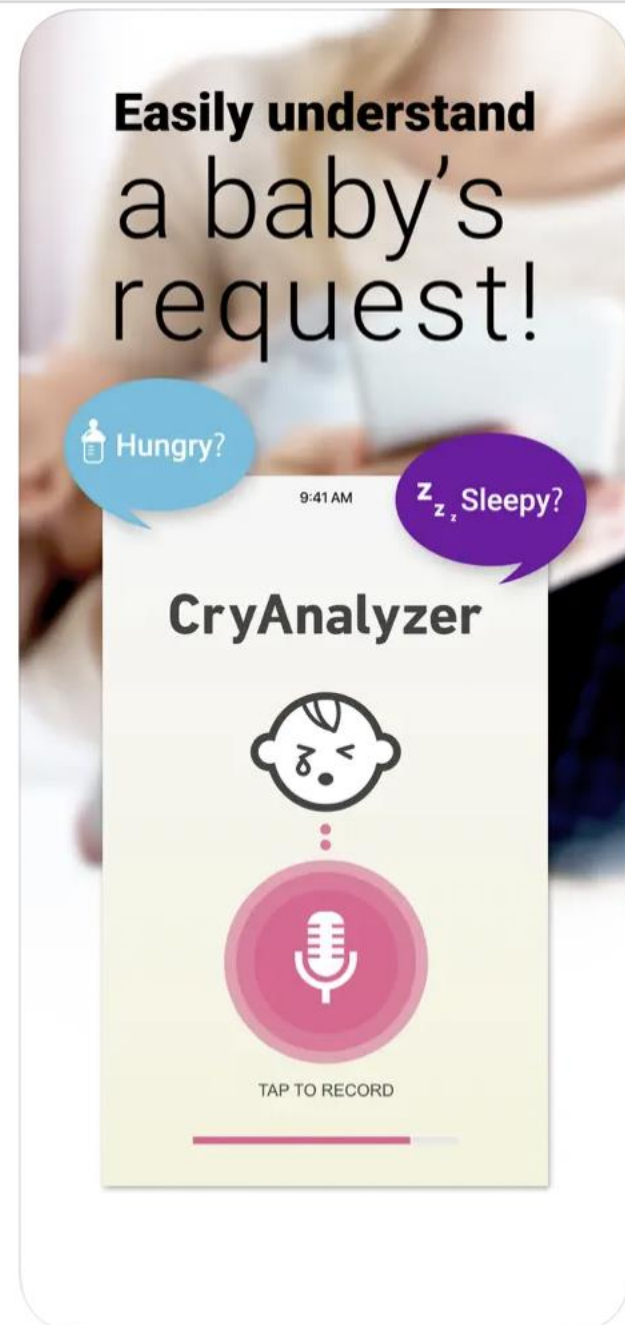 Easily understand
a baby's
request!
Hungry?
9:41 AM
z z z Sleepy?
CryAnalyzer
TAP TO RECORD